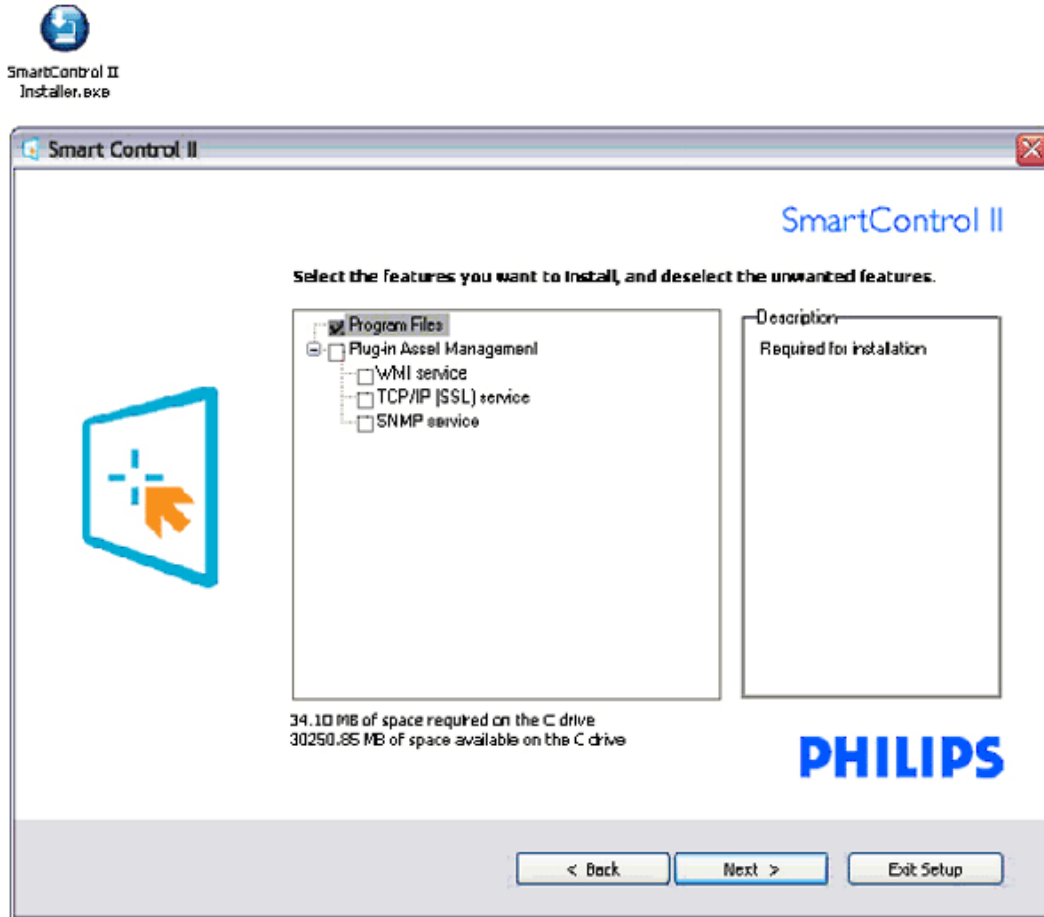 SmartControl II
Installer.exe
Smart Control II
SmartControl II
Select the features you want to install, and deselect the unwanted features.
Program Files
Plug-in Asset Management
WMI service
TCP/IP (SSL) service
SNMP service
Description
Required for installation
34.10 MB of space required on the C drive
30250.85 MB of space available on the C drive
PHILIPS
< Back
Next >
Exit Setup